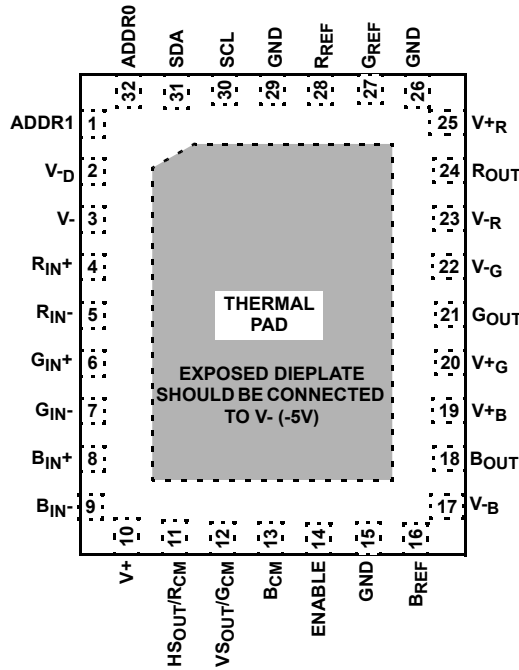 ADDR0
SDA
SCL
GND
RREF
GREF
GND
32
31
30
29
28
27
26
ADDR1 1
V-D 2
V- 3
RIN+ 4
RIN- 5
GIN+ 6
GIN- 7
BIN+ 8
BIN- 9
25 V+R
24 ROUT
23 V-R
22 V-G
21 GOUT
20 V+G
19 V+B
18 BOUT
17 V-B
THERMAL
PAD
EXPOSED DIEPLATE
SHOULD BE CONNECTED
TO V- (-5V)
10
11
12
13
14
15
16
V+
HSOUT/RCM
VSOUT/GCM
BCM
ENABLE
GND
BREF